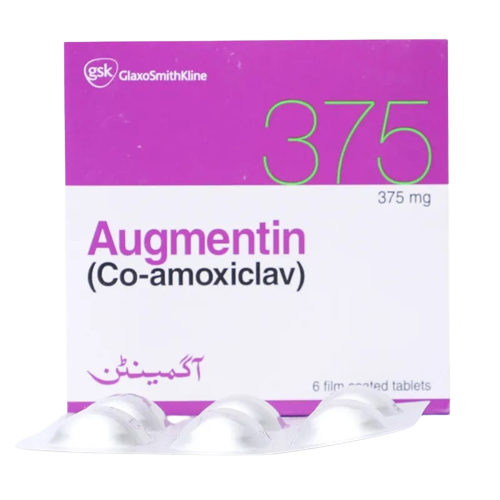 gsk GlaxoSmithKline
375
375 mg
Augmentin
(Co-amoxiclav)
آگمینٹن
6 film coated tablets